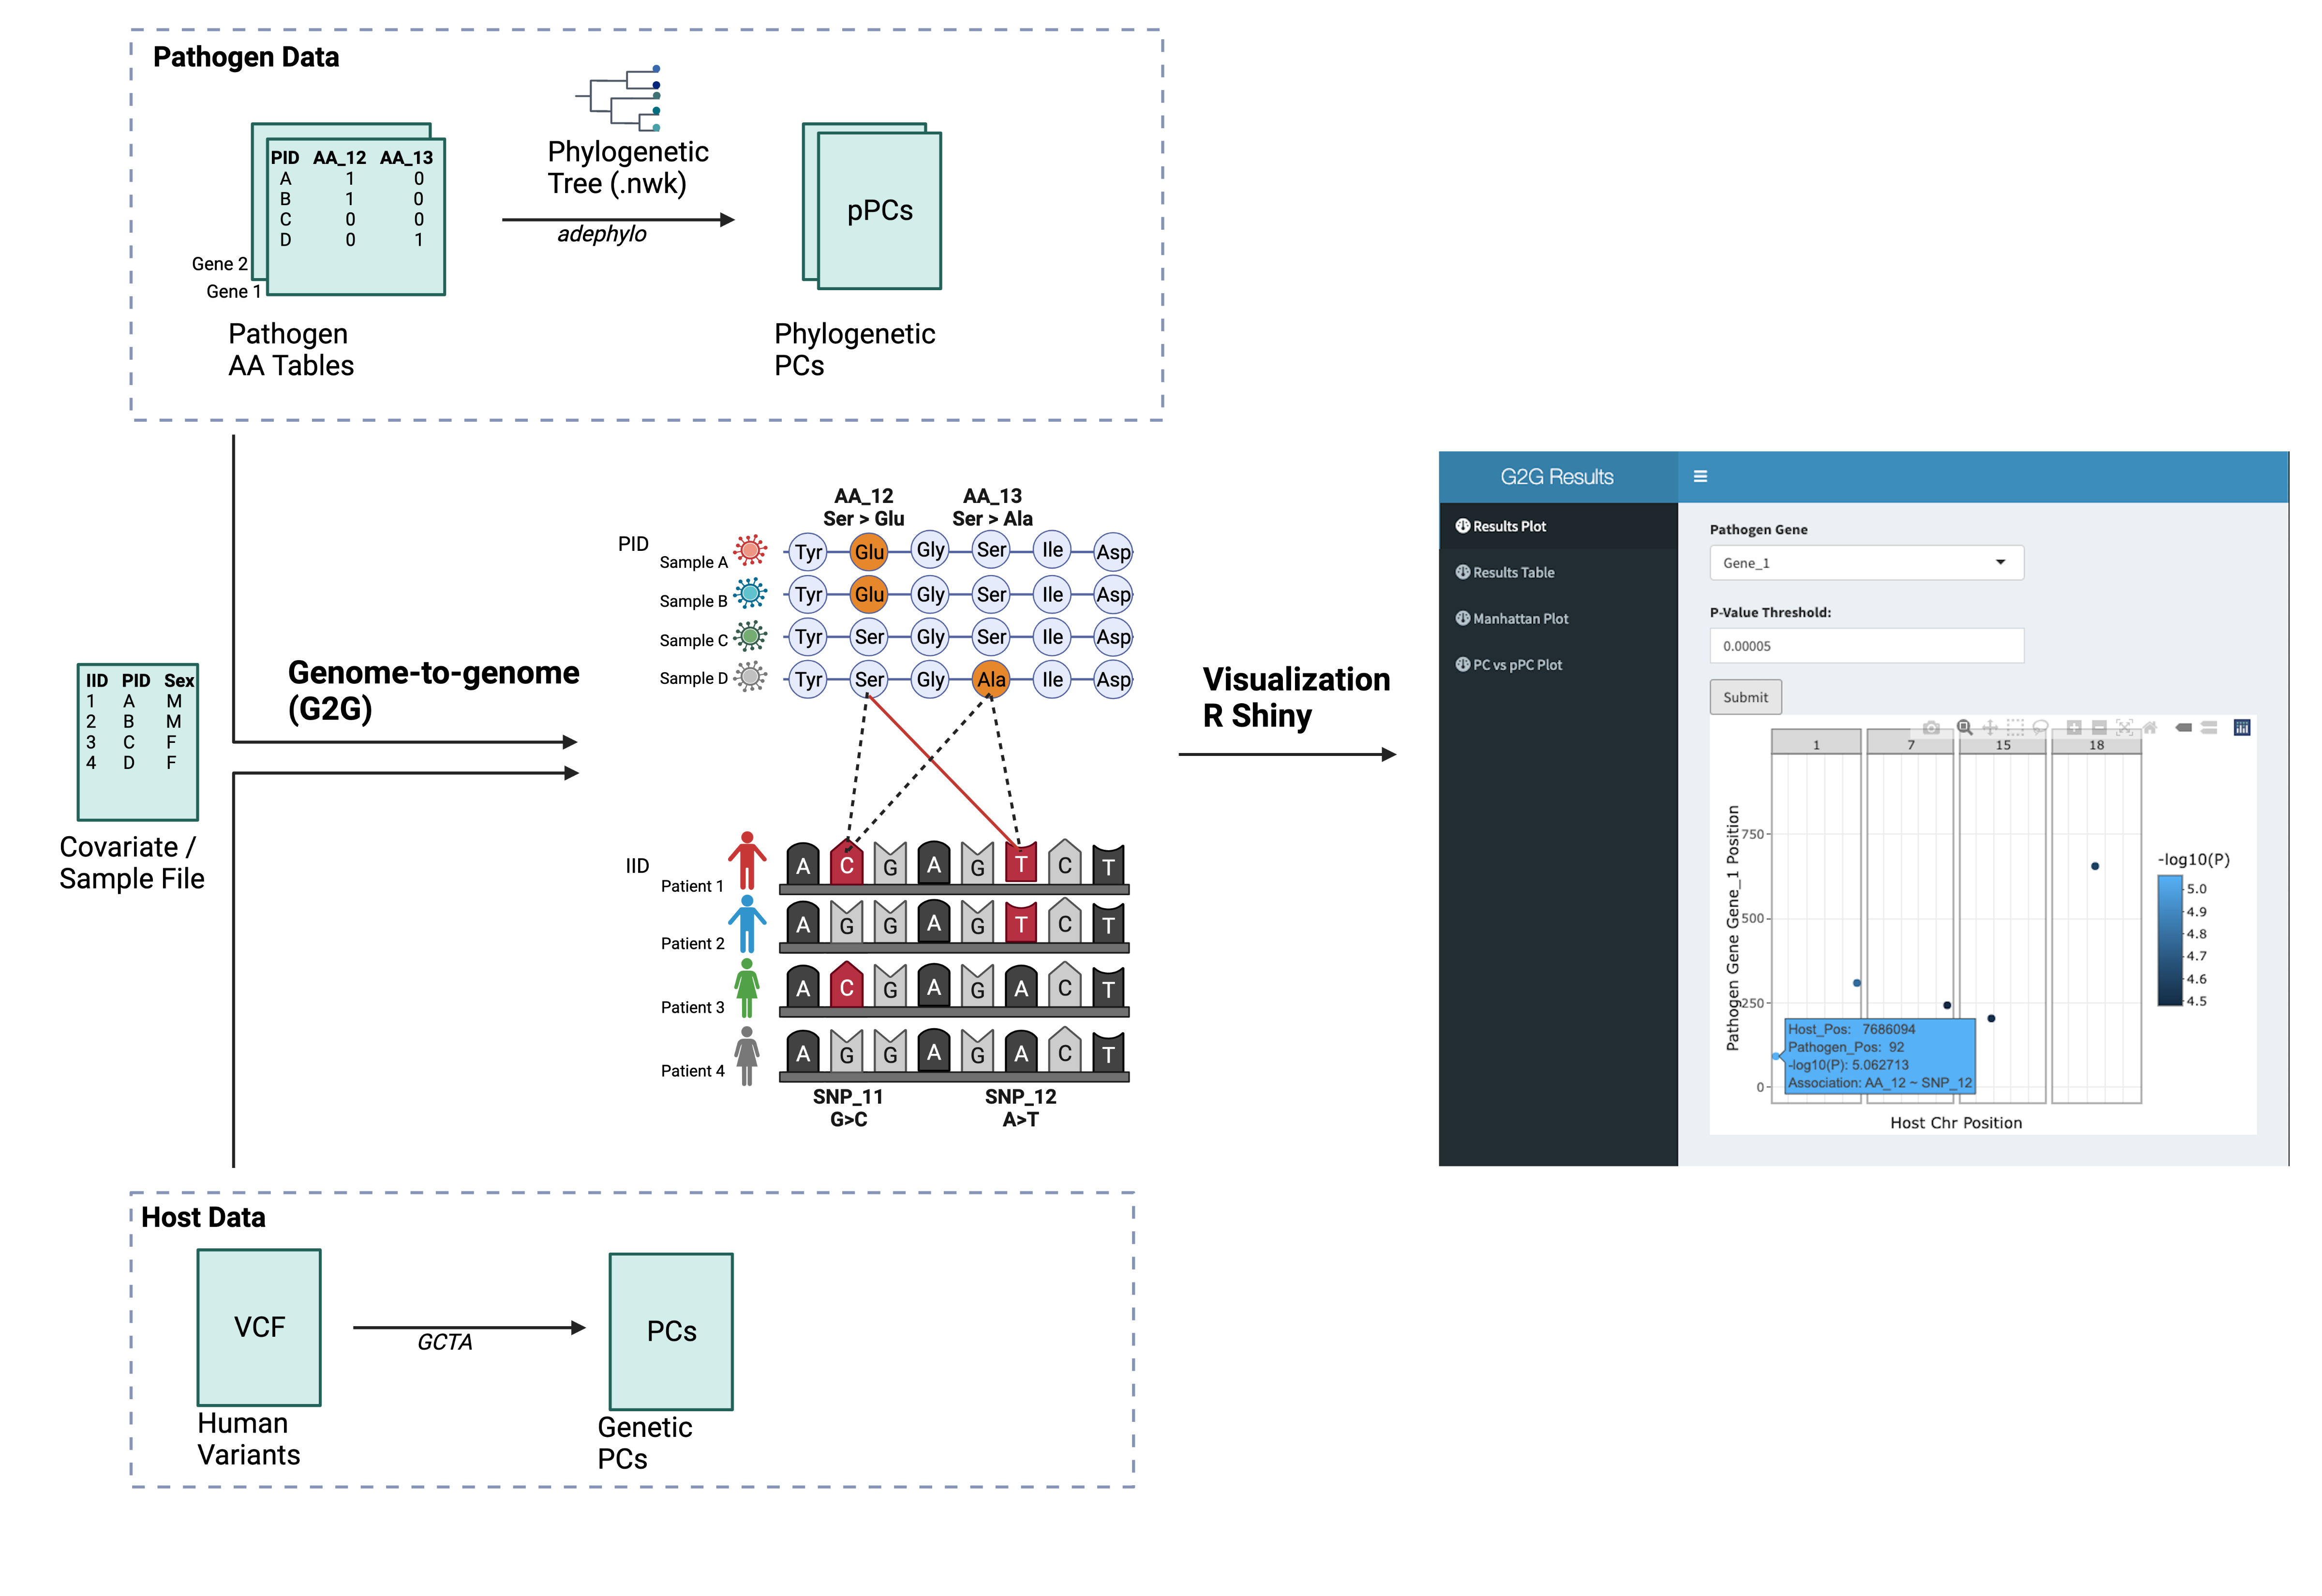 Pathogen Data
PID AA_12 AA_13
A 1 0
B 1 0
C 0 0
D 0 1
Gene 2
Gene 1
Pathogen
AA Tables
Phylogenetic
Tree (.nwk)
adephylo
pPCs
Phylogenetic
PCs
IID PID Sex
1 A M
2 B M
3 C F
4 D F
Covariate /
Sample File
Genome-to-genome
(G2G)
AA_12 AA_13
Ser > Glu Ser > Ala
PID
Sample A Tyr Glu Gly Ser Ile Asp
Sample B Tyr Glu Gly Ser Ile Asp
Sample C Tyr Ser Gly Ser Ile Asp
Sample D Tyr Ser Gly Ala Ile Asp
IID
Patient 1 A C G A G T C T
Patient 2 A G G A G T C T
Patient 3 A C G A G A C T
Patient 4 A G G A G A C T
SNP_11 SNP_12
G>C A>T
Visualization
R Shiny
G2G Results
Results Plot
Results Table
Manhattan Plot
PC vs pPC Plot
Pathogen Gene
Gene_1
P-Value Threshold:
0.00005
Submit
1 7 15 18
Pathogen Gene Gene_1 Position
750
500
250
0
Host_Pos: 7686094
Pathogen_Pos: 92
-log10(P): 5.062713
Association: AA_12 ~ SNP_12
Host Chr Position
-log10(P)
5.0
4.9
4.8
4.7
4.6
4.5
Host Data
VCF
Human
Variants
GCTA
PCs
Genetic
PCs